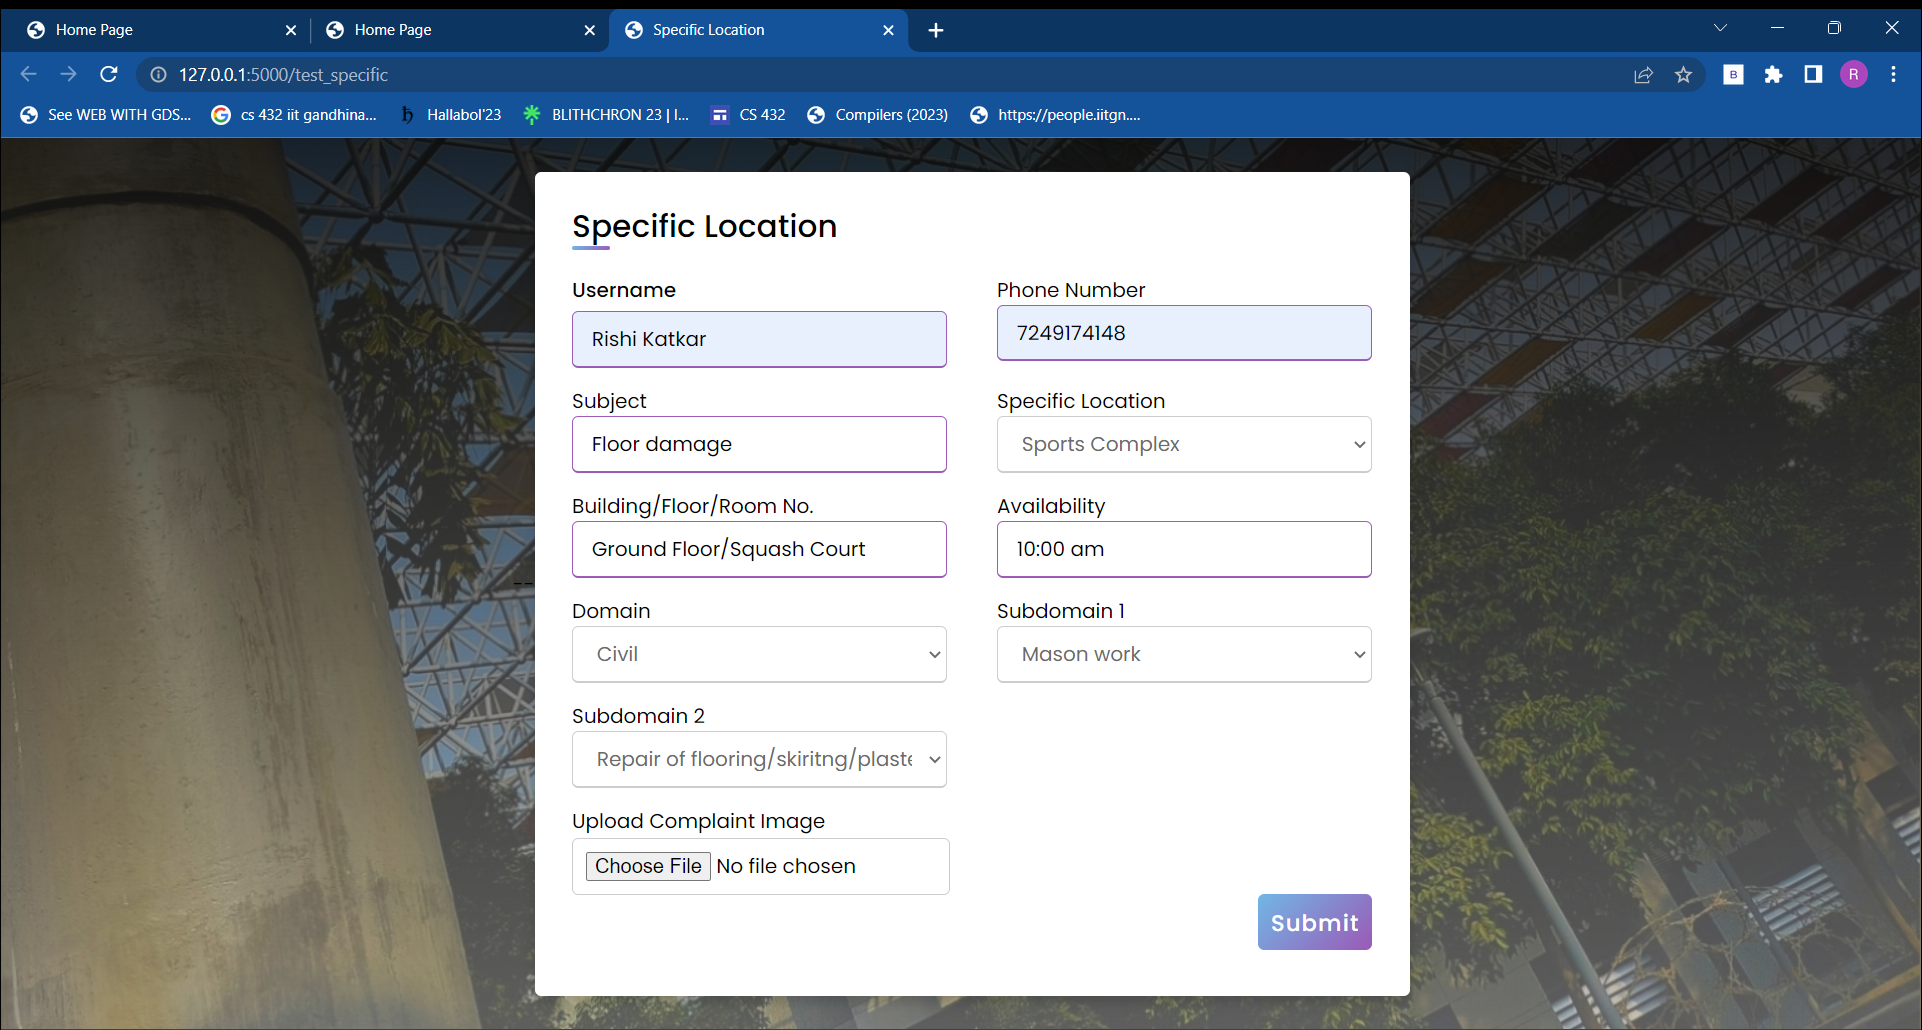 Home Page
Home Page
Specific Location
127.0.0.1:5000/test_specific
B
R
See WEB WITH GDS...
cs 432 iit gandhina...
Hallabol'23
BLITHCHRON 23 | I...
CS 432
Compilers (2023)
https://people.iitgn....
Specific Location
Username
Phone Number
Rishi Katkar
7249174148
Subject
Specific Location
Floor damage
Sports Complex
Building/Floor/Room No.
Availability
Ground Floor/Squash Court
10:00 am
--
Domain
Subdomain 1
Civil
Mason work
Subdomain 2
Repair of flooring/skiritng/plaste
Upload Complaint Image
Choose File No file chosen
Submit